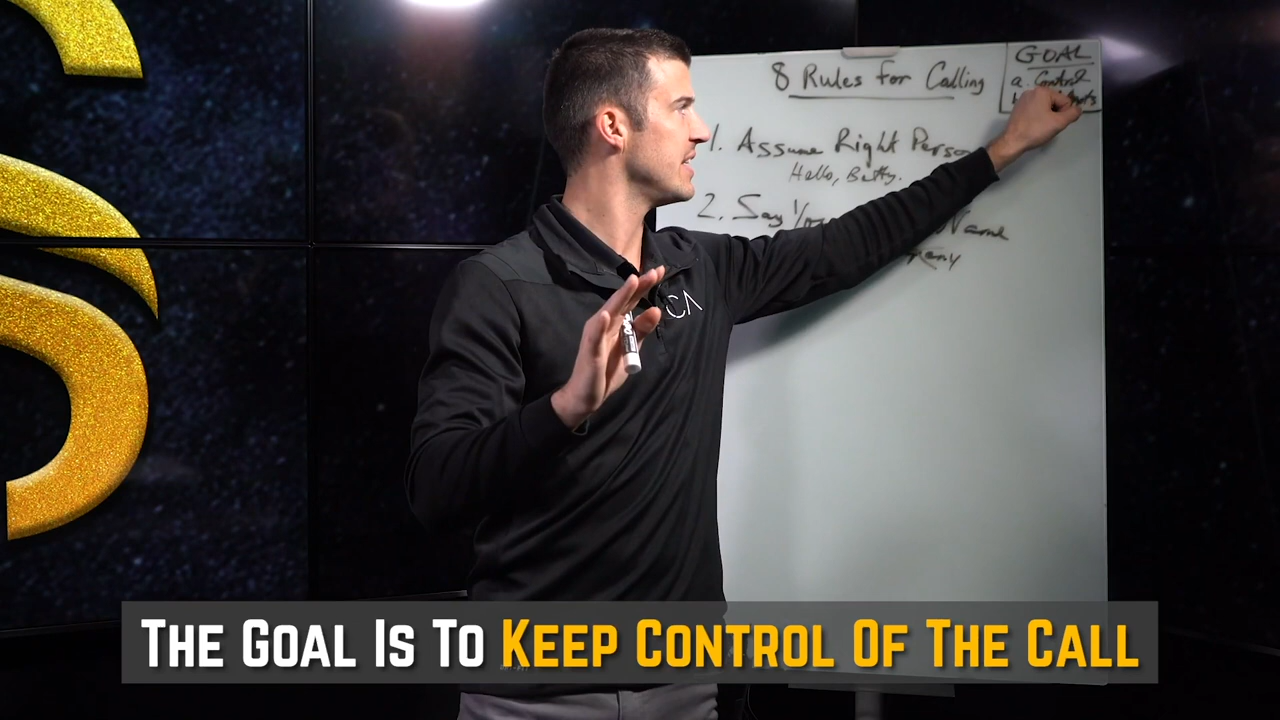 8 Rules for Calling
GOAL
a. Control
1. Assume Right Person
Hello, Betty.
2. Say Your Name
CA
THE GOAL IS TO KEEP CONTROL OF THE CALL
S